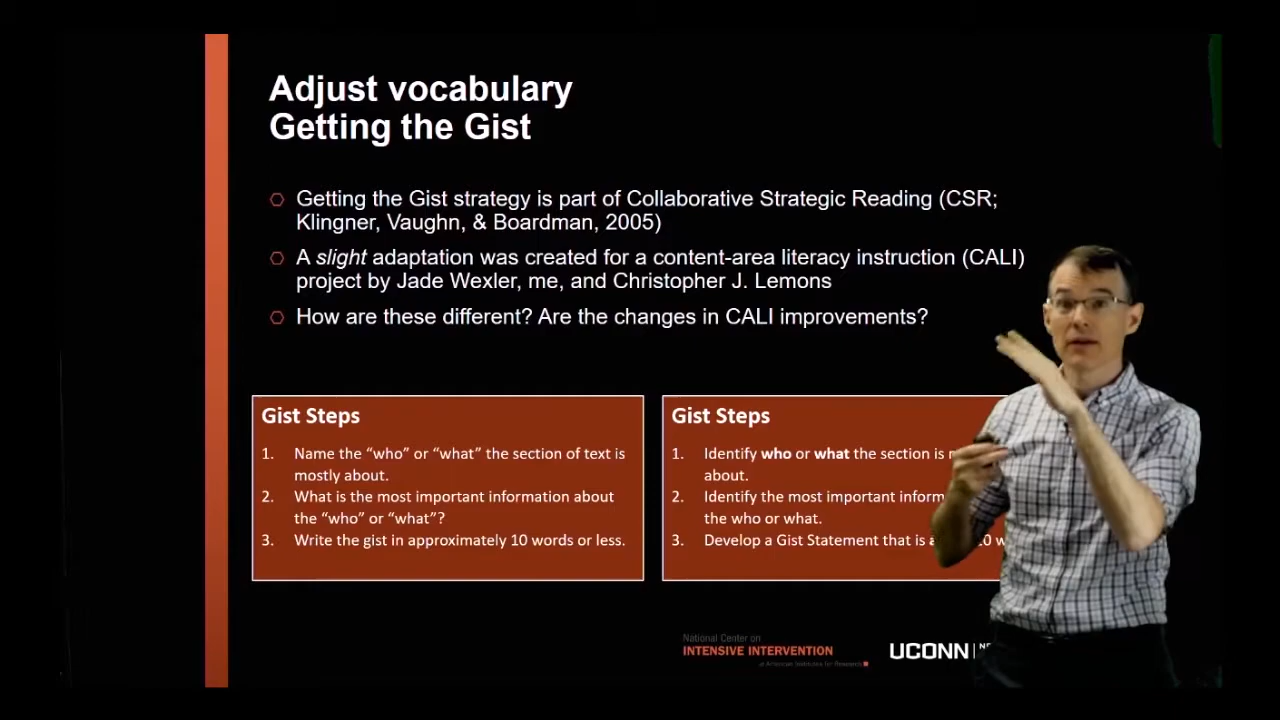 Adjust vocabulary
Getting the Gist
Getting the Gist strategy is part of Collaborative Strategic Reading (CSR;
Klingner, Vaughn, & Boardman, 2005)
A slight adaptation was created for a content-area literacy instruction (CALI)
project by Jade Wexler, me, and Christopher J. Lemons
How are these different? Are the changes in CALI improvements?
Gist Steps
1. Name the “who” or “what” the section of text is
mostly about.
2. What is the most important information about
the “who” or “what”?
3. Write the gist in approximately 10 words or less.
Gist Steps
1. Identify who or what the section is
about.
2. Identify the most important
the who or what.
3. Develop a Gist Statement that is
National Center on
INTENSIVE INTERVENTION
at American Institutes for Research
UCONN